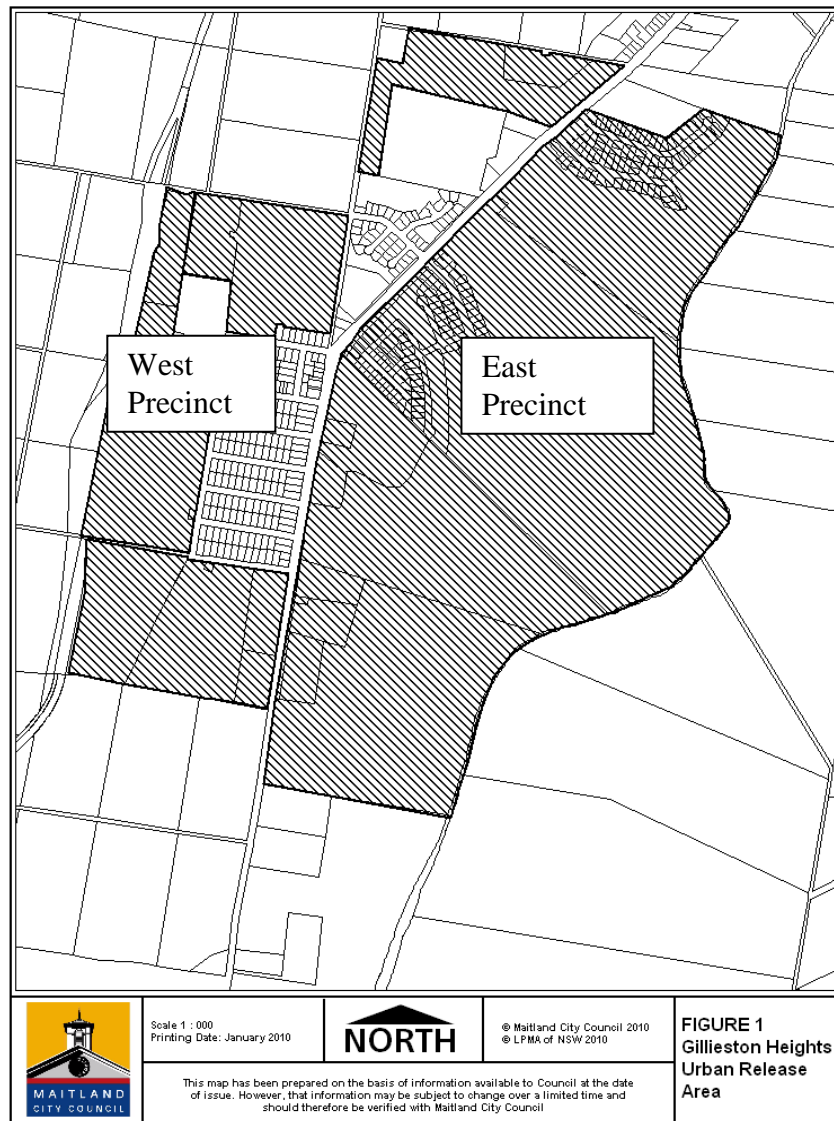 West
Precinct
East
Precinct
MAITLAND
CITY COUNCIL
Scale 1 : 000
Printing Date: January 2010
NORTH
© Maitland City Council 2010
© LPMA of NSW 2010
This map has been prepared on the basis of information available to Council at the date
of issue. However, that information may be subject to change over a limited time and
should therefore be verified with Maitland City Council
FIGURE 1
Gillieston Heights
Urban Release
Area